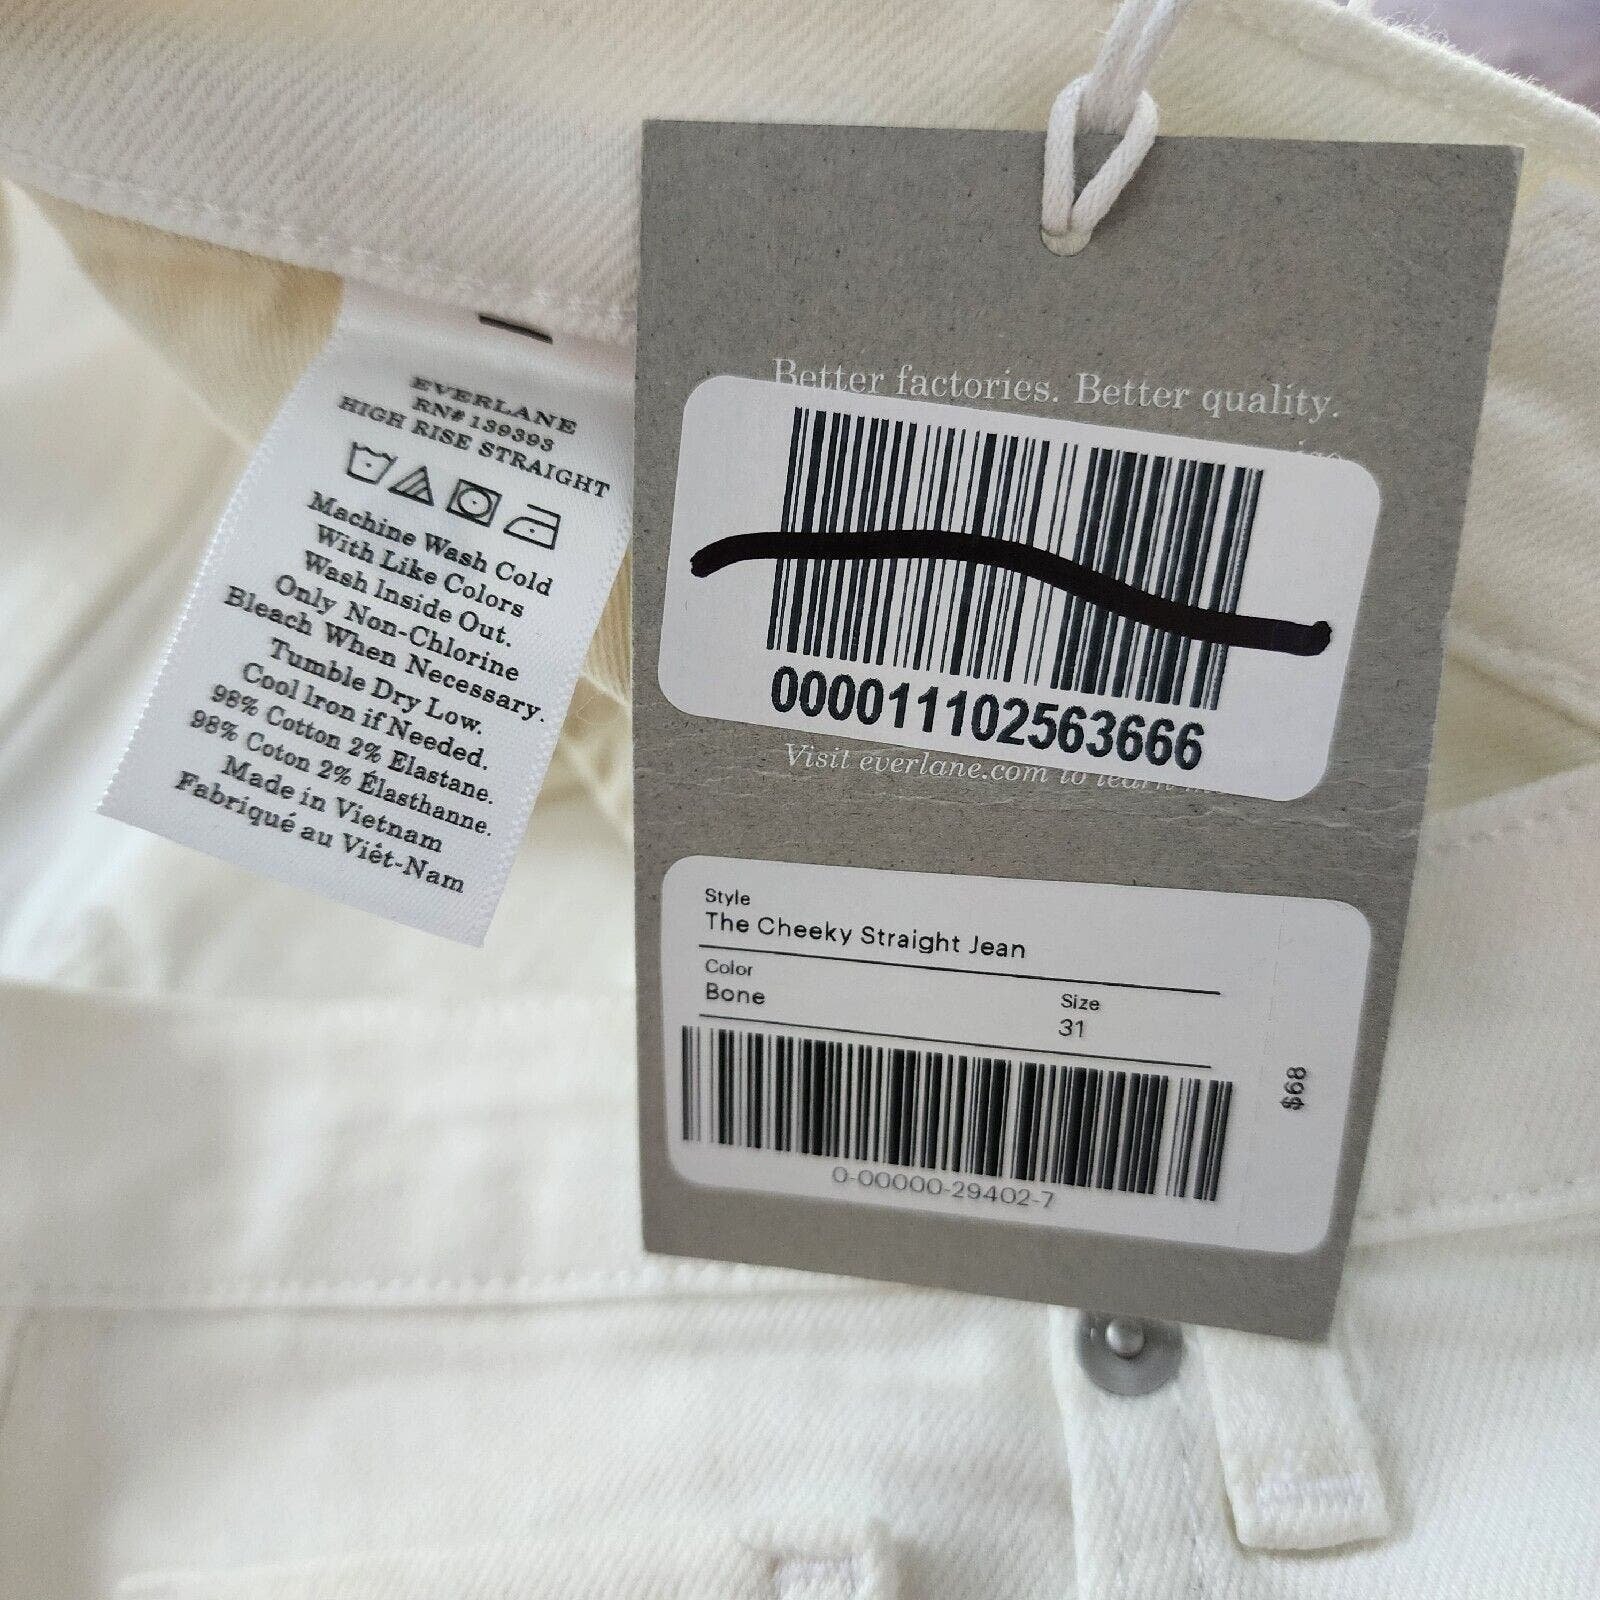 EVERLANE
RN# 139393
HIGH RISE STRAIGHT
Machine Wash Cold
With Like Colors
Wash Inside Out.
Only Non-Chlorine
Bleach When Necessary.
Tumble Dry Low.
Cool Iron if Needed.
98% Cotton 2% Elastane.
98% Coton 2% Élasthanne.
Made in Vietnam
Fabriqué au Viêt-Nam
Better factories. Better quality.
000011102563666
Visit everlane.com to learn
Style
The Cheeky Straight Jean
Color
Bone
Size
31
$68
0-00000-29402-7